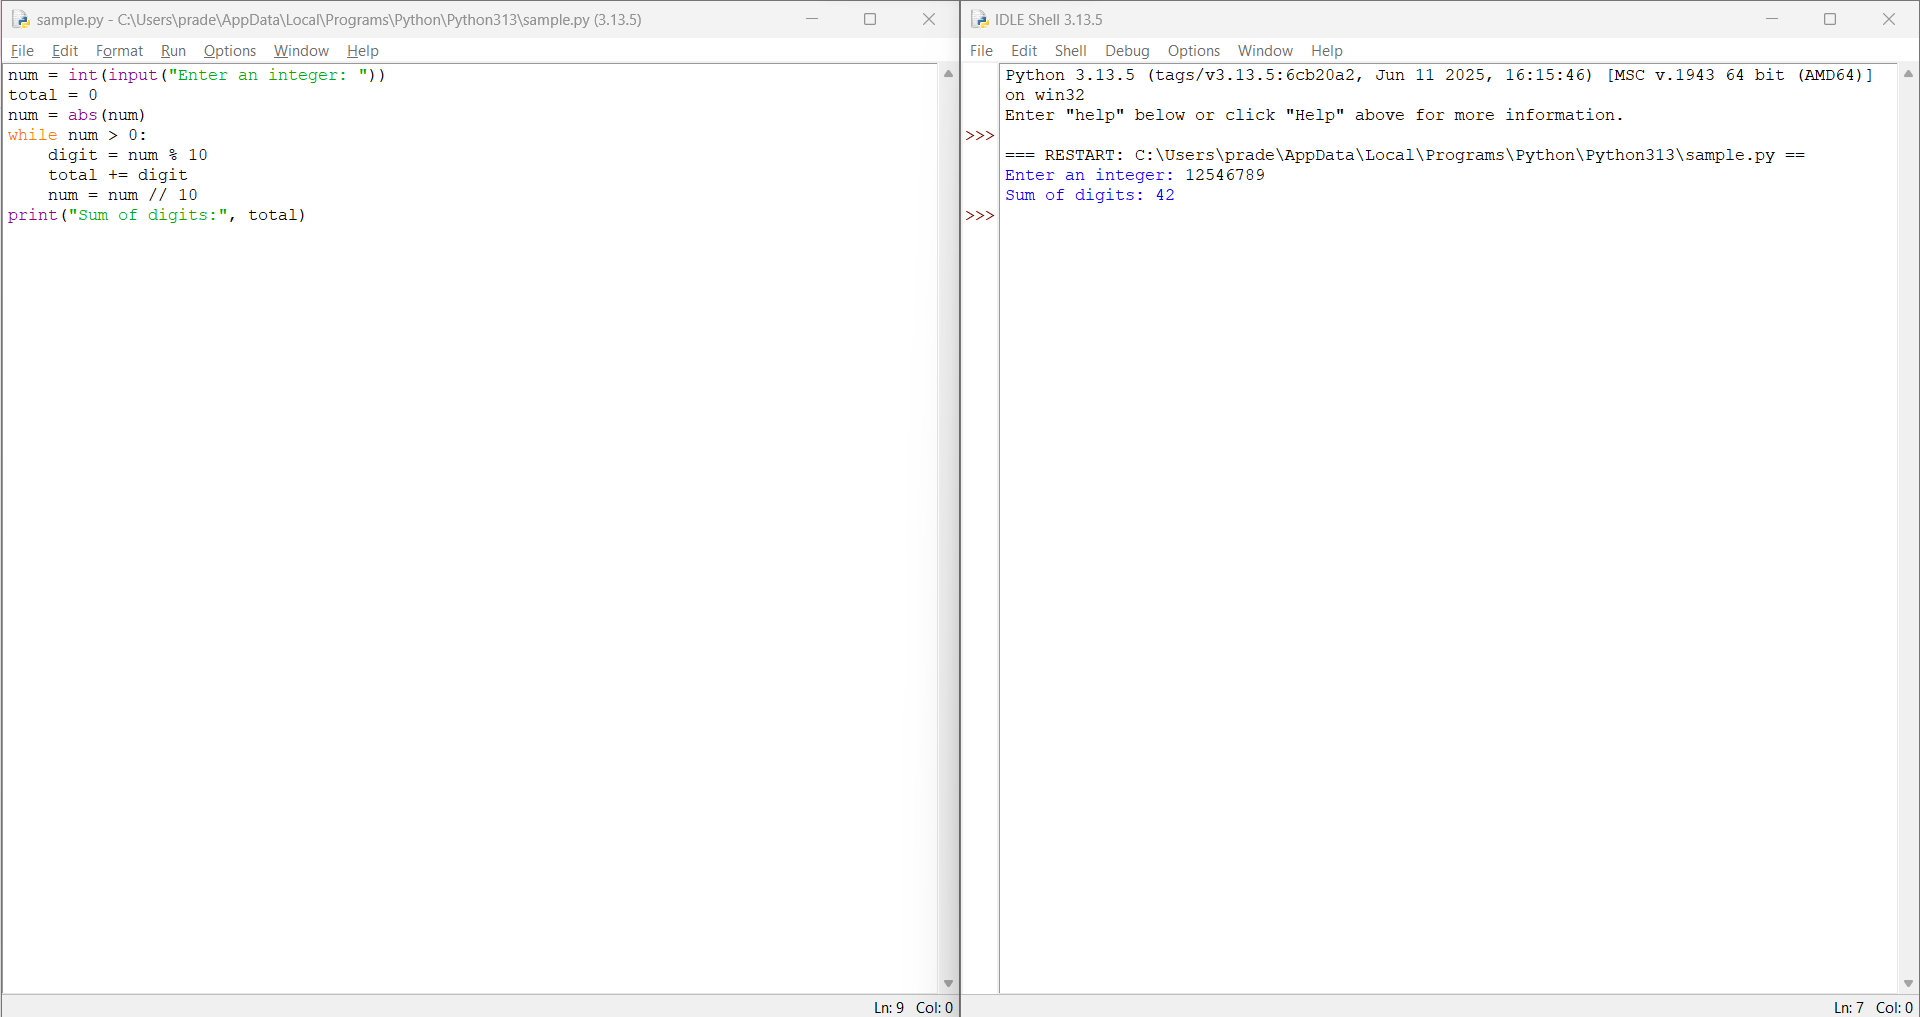 sample.py - C:\Users\prade\AppData\Local\Programs\Python\Python313\sample.py (3.13.5)
File Edit Format Run Options Window Help
num = int(input("Enter an integer: "))
total = 0
num = abs(num)
while num > 0:
    digit = num % 10
    total += digit
    num = num // 10
print("Sum of digits:", total)
Ln: 9 Col: 0
IDLE Shell 3.13.5
File Edit Shell Debug Options Window Help
Python 3.13.5 (tags/v3.13.5:6cb20a2, Jun 11 2025, 16:15:46) [MSC v.1943 64 bit (AMD64)]
on win32
Enter "help" below or click "Help" above for more information.
>>>
=== RESTART: C:\Users\prade\AppData\Local\Programs\Python\Python313\sample.py ==
Enter an integer: 12546789
Sum of digits: 42
>>>
Ln: 7 Col: 0